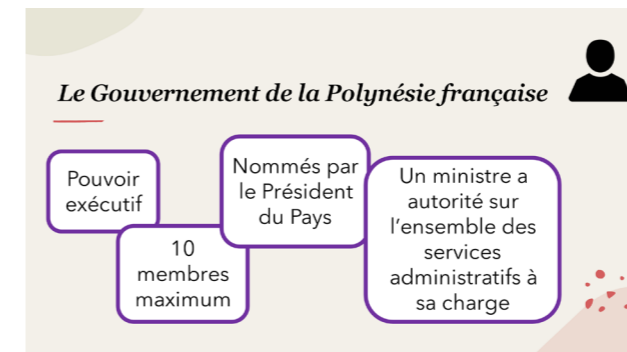 Le Gouvernement de la Polynésie française
Pouvoir
exécutif
10
membres
maximum
Nommés par
le Président
du Pays
Un ministre a
autorité sur
l’ensemble des
services
administratifs à
sa charge